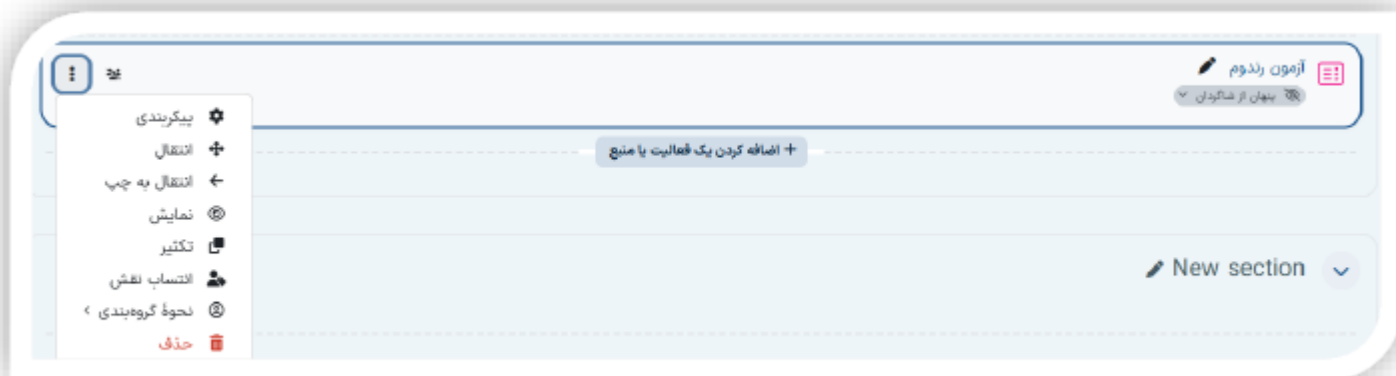 آزمون رندوم
پنهان از شاگردان
پیکربندی
انتقال
انتقال به چپ
نمایش
تکثیر
انتساب نقش
نحوهٔ گروه‌بندی
حذف
+ اضافه کردن یک فعالیت یا منبع
New section